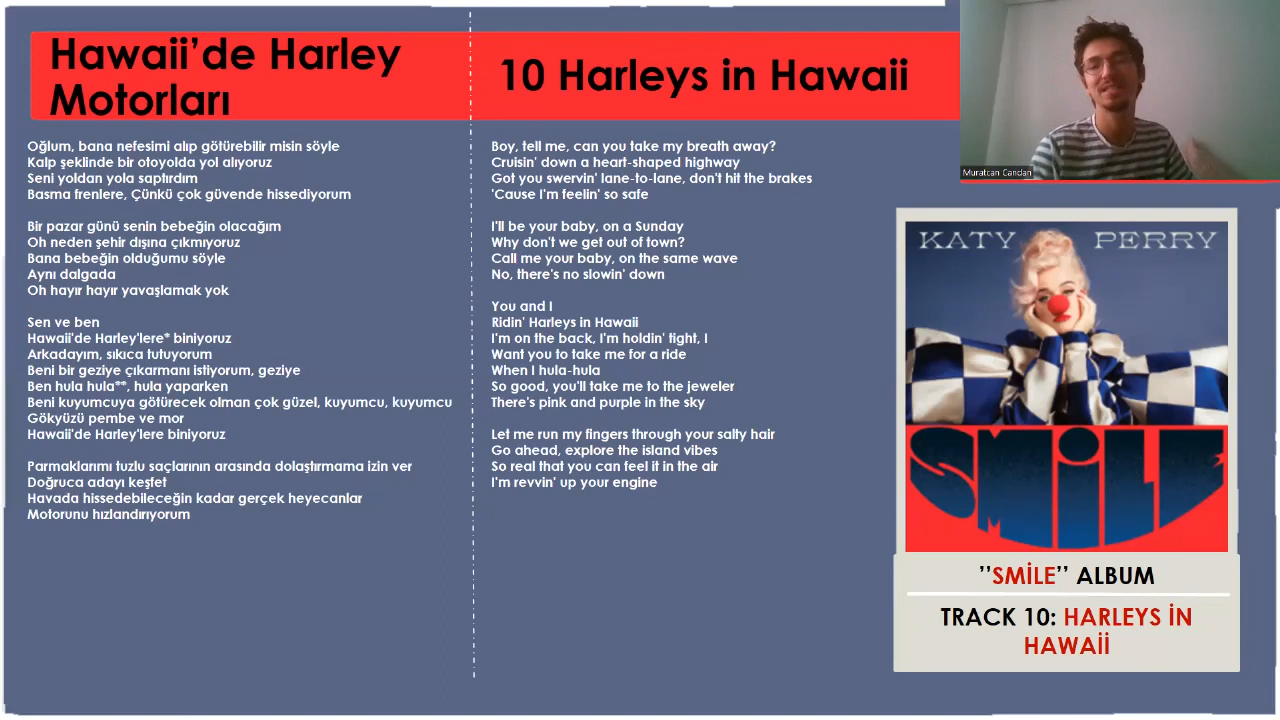 Hawaii’de Harley
Motorları
Oğlum, bana nefesimi alıp götürebilir misin söyle
Kalp şeklinde bir otoyolda yol alıyoruz
Seni yoldan yola saptırdım
Basma frenlere, Çünkü çok güvende hissediyorum
Bir pazar günü senin bebeğin olacağım
Oh neden şehir dışına çıkmıyoruz
Bana bebeğin olduğumu söyle
Aynı dalgada
Oh hayır hayır yavaşlamak yok
Sen ve ben
Hawaii'de Harley'lere* biniyoruz
Arkadayım, sıkıca tutuyorum
Beni bir geziye çıkarmanı istiyorum, geziye
Ben hula hula**, hula yaparken
Beni kuyumcuya götürecek olman çok güzel, kuyumcu, kuyumcu
Gökyüzü pembe ve mor
Hawaii'de Harley'lere biniyoruz
Parmaklarımı tuzlu saçlarının arasında dolaştırmama izin ver
Doğruca adayı keşfet
Havada hissedebileceğin kadar gerçek heyecanlar
Motorunu hızlandırıyorum
10 Harleys in Hawaii
Boy, tell me, can you take my breath away?
Cruisin' down a heart-shaped highway
Got you swervin' lane-to-lane, don't hit the brakes
'Cause I'm feelin' so safe
I'll be your baby, on a Sunday
Why don't we get out of town?
Call me your baby, on the same wave
No, there's no slowin' down
You and I
Ridin' Harleys in Hawaii
I'm on the back, I'm holdin' tight, I
Want you to take me for a ride
When I hula-hula
So good, you'll take me to the jeweler
There's pink and purple in the sky
Let me run my fingers through your salty hair
Go ahead, explore the island vibes
So real that you can feel it in the air
I'm revvin' up your engine
Muratcan Candan
KATY PERRY
SMiLE
’’SMİLE’’ ALBUM
TRACK 10: HARLEYS İN
HAWAİİ